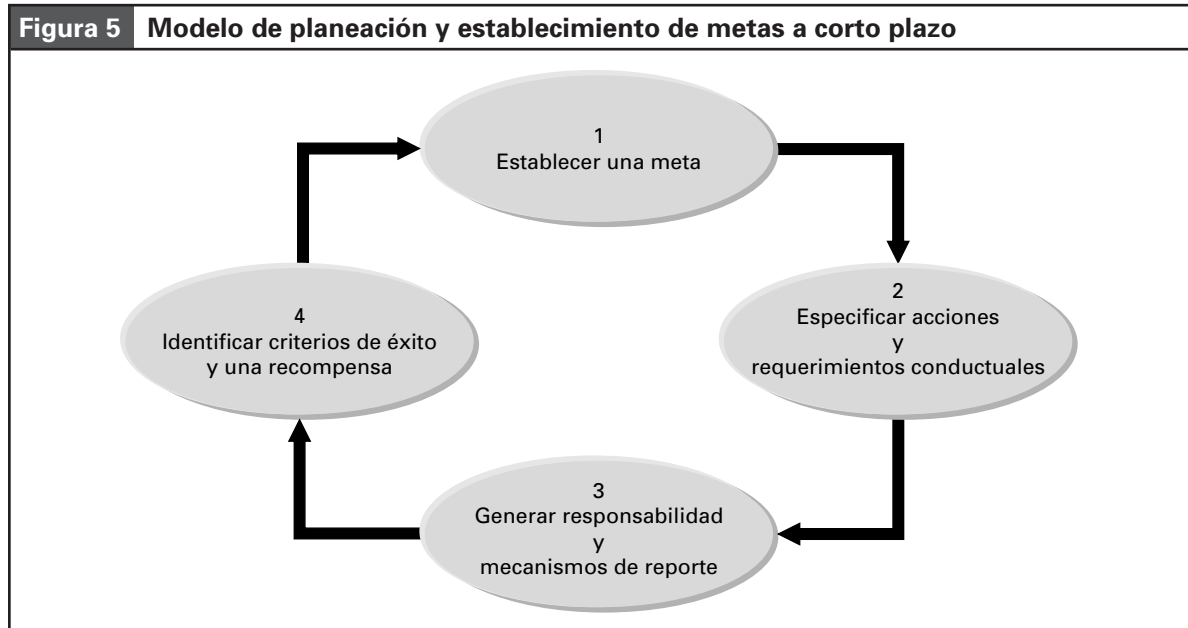 Figura 5 Modelo de planeación y establecimiento de metas a corto plazo
1
Establecer una meta
2
Especificar acciones
y
requerimientos conductuales
3
Generar responsabilidad
y
mecanismos de reporte
4
Identificar criterios de éxito
y una recompensa